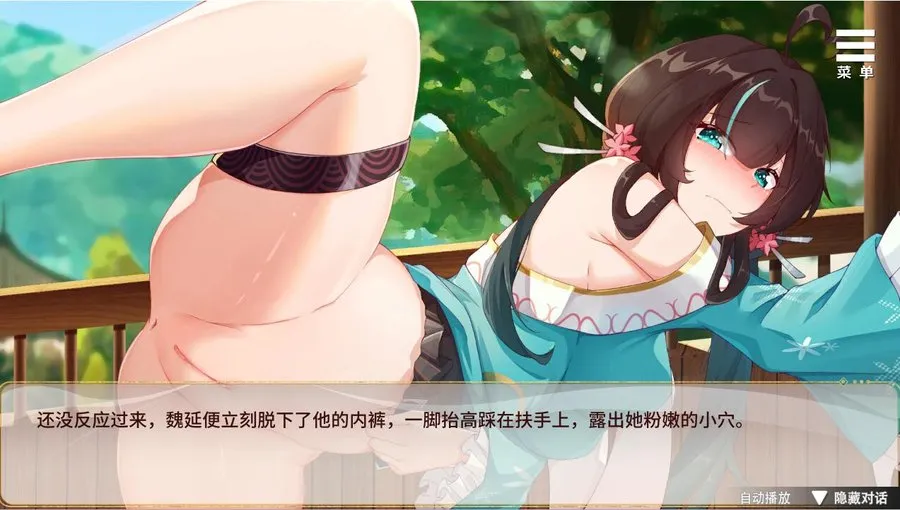 菜单
还没反应过来，魏延便立刻脱下了他的内裤，一脚抬高踩在扶手上，露出她粉嫩的小穴。
自动播放 ▼ 隐藏对话